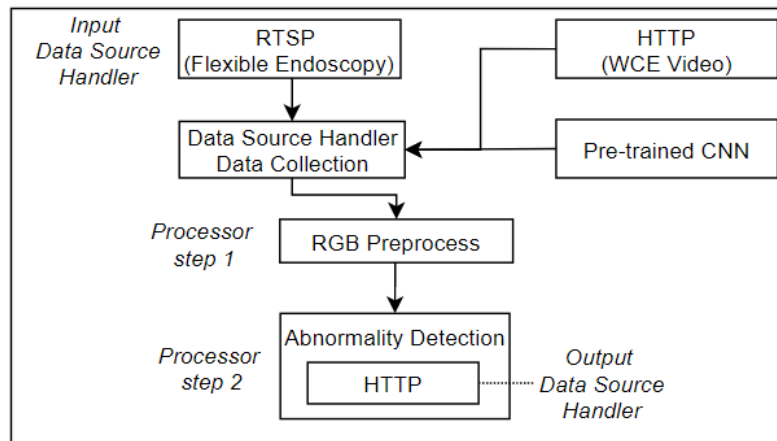 Input
Data Source
Handler
RTSP
(Flexible Endoscopy)
HTTP
(WCE Video)
Data Source Handler
Data Collection
Pre-trained CNN
Processor
step 1
RGB Preprocess
Processor
step 2
Abnormality Detection
HTTP
Output
Data Source
Handler